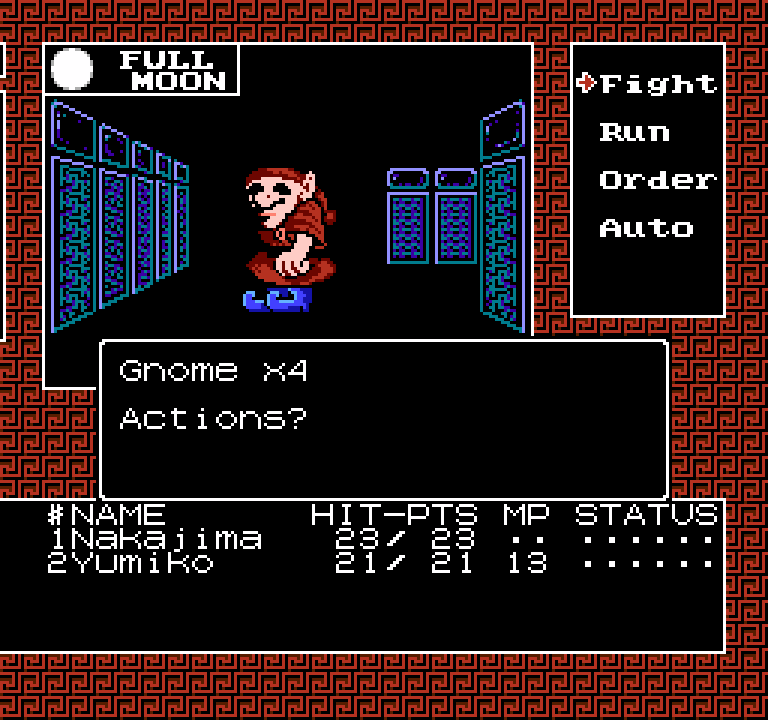 FULL
MOON
Fight
Run
Order
Auto
Gnome x4
Actions?
#NAME HIT-PTS MP STATUS
1Nakajima 23/ 23 .. ......
2Yumiko 21/ 21 13 ......